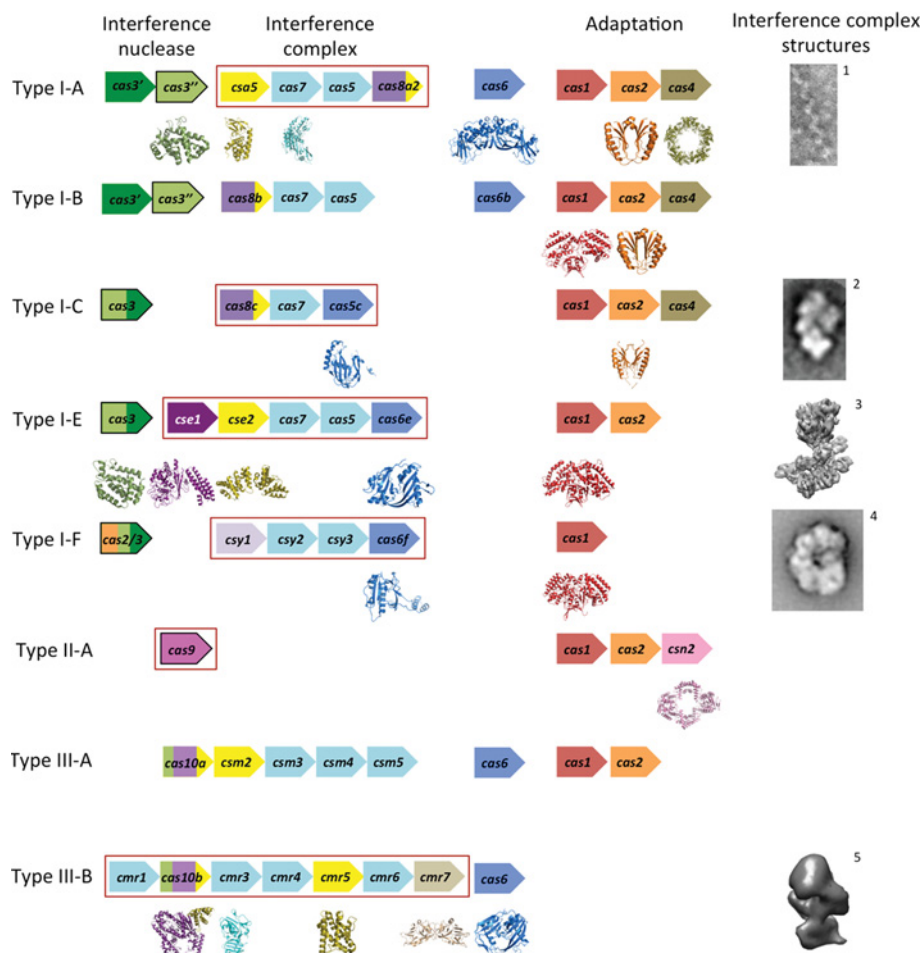 Interference nuclease
Interference complex
Adaptation
Interference complex structures
Type I-A cas3′ cas3″ csa5 cas7 cas5 cas8a2 cas6 cas1 cas2 cas4 1
Type I-B cas3′ cas3″ cas8b cas7 cas5 cas6b cas1 cas2 cas4
Type I-C cas3 cas8c cas7 cas5c cas1 cas2 cas4 2
Type I-E cas3 cse1 cse2 cas7 cas5 cas6e cas1 cas2 3
Type I-F cas2/3 csy1 csy2 csy3 cas6f cas1 4
Type II-A cas9 cas1 cas2 csn2
Type III-A cas10a csm2 csm3 csm4 csm5 cas6 cas1 cas2
Type III-B cmr1 cas10b cmr3 cmr4 cmr5 cmr6 cmr7 cas6 5